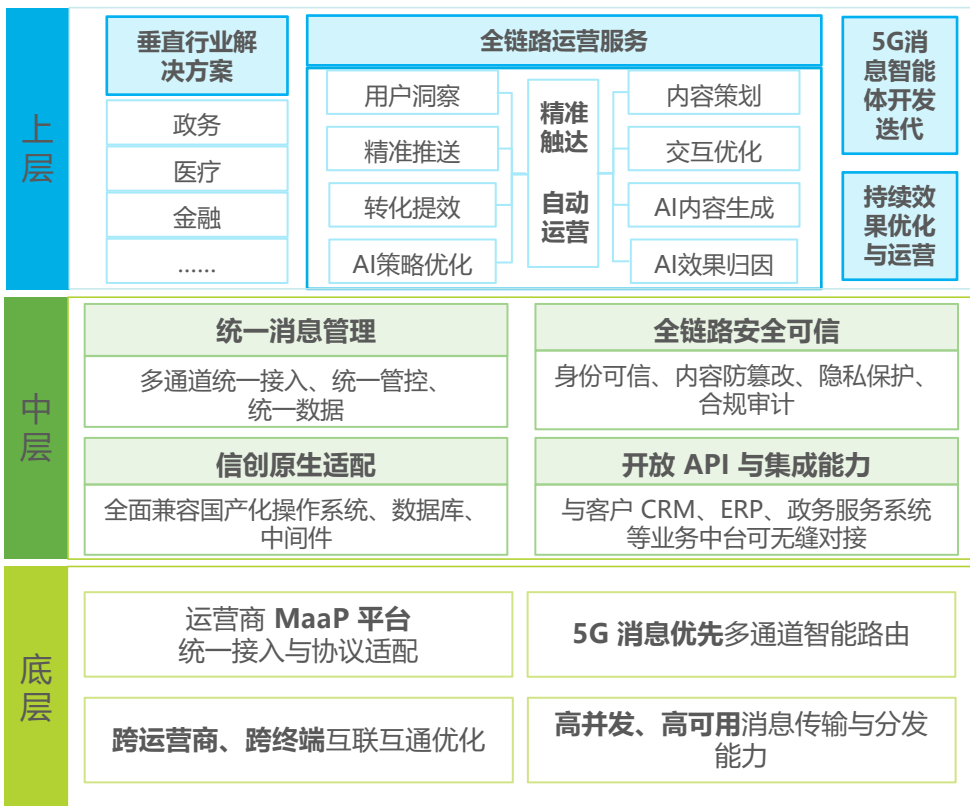 上
层
垂直行业解
决方案
政务
医疗
金融
……
全链路运营服务
用户洞察
精准推送
转化提效
AI策略优化
精准
触达
自动
运营
内容策划
交互优化
AI内容生成
AI效果归因
5G消
息智能
体开发
迭代
持续效
果优化
与运营
中
层
统一消息管理
多通道统一接入、统一管控、
统一数据
全链路安全可信
身份可信、内容防篡改、隐私保护、
合规审计
信创原生适配
全面兼容国产化操作系统、数据库、
中间件
开放 API 与集成能力
与客户 CRM、ERP、政务服务系统
等业务中台可无缝对接
底
层
运营商 MaaP 平台
统一接入与协议适配
5G 消息优先多通道智能路由
跨运营商、跨终端互联互通优化
高并发、高可用消息传输与分发
能力